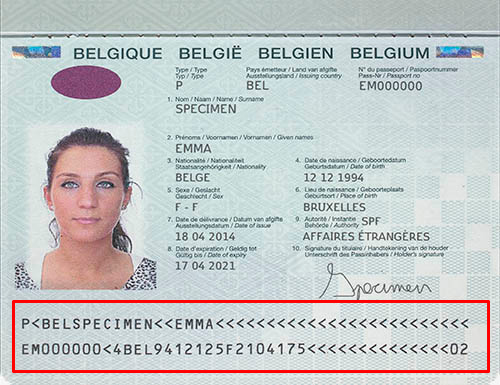 BELGIQUE BELGIË BELGIEN BELGIUM
Type / Type
Typ / Type
P
Pays émetteur / Land van afgifte
Ausstellungsland / Issuing country
BEL
N° du passeport / Paspoortnummer
Pass-Nr / Passport no
EM000000
1. Nom / Naam / Name / Surname
SPECIMEN
2. Prénoms / Voornamen / Vornamen / Given names
EMMA
3. Nationalité / Nationaliteit
Staatsangehörigkeit / Nationality
BELGE
4. Date de naissance / Geboortedatum
Geburtsdatum / Date of birth
12 12 1994
5. Sexe / Geslacht
Geschlecht / Sex
F - F
6. Lieu de naissance / Geboorteplaats
Geburtsort / Place of birth
BRUXELLES
7. Date de délivrance / Datum van afgifte
Ausstellungsdatum / Date of issue
18 04 2014
9. Autorité / Instantie
Behörde / Authority
SPF
AFFAIRES ÉTRANGÈRES
8. Date d'expiration / Geldig tot
Gültig bis / Date of expiry
17 04 2021
10. Signature du titulaire / Handtekening van de houder
Unterschrift des Passinhabers / Holder's signature
Specimen
P<BELSPECIMEN<<EMMA<<<<<<<<<<<<<<<<<<<<<<<<<
EM000000<4BEL9412125F2104175<<<<<<<<<<<<<<02